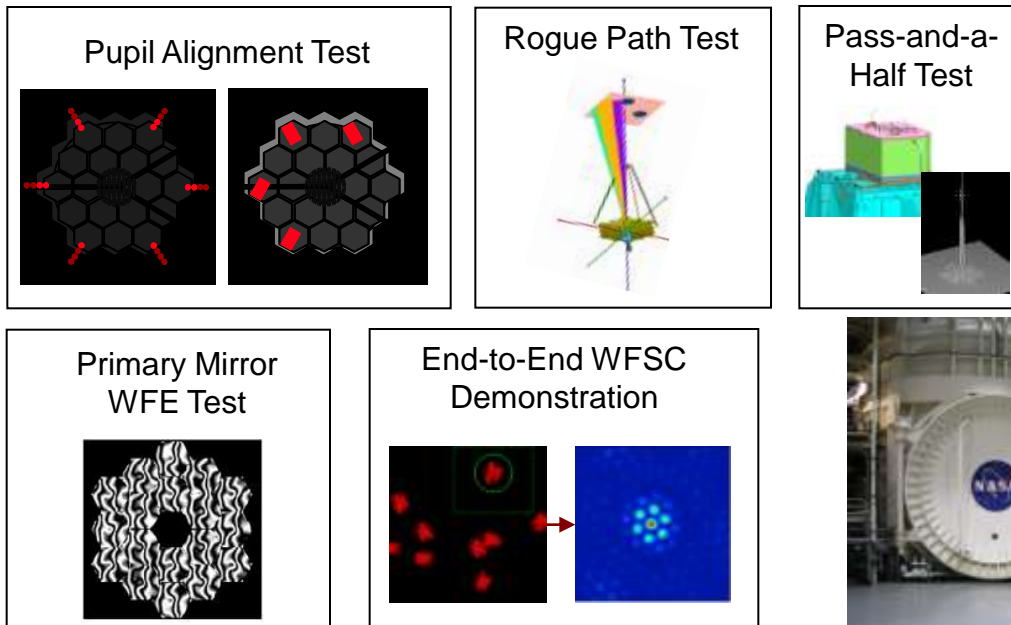 Pupil Alignment Test
Rogue Path Test
Pass-and-a-
Half Test
Primary Mirror
WFE Test
End-to-End WFSC
Demonstration
NASA